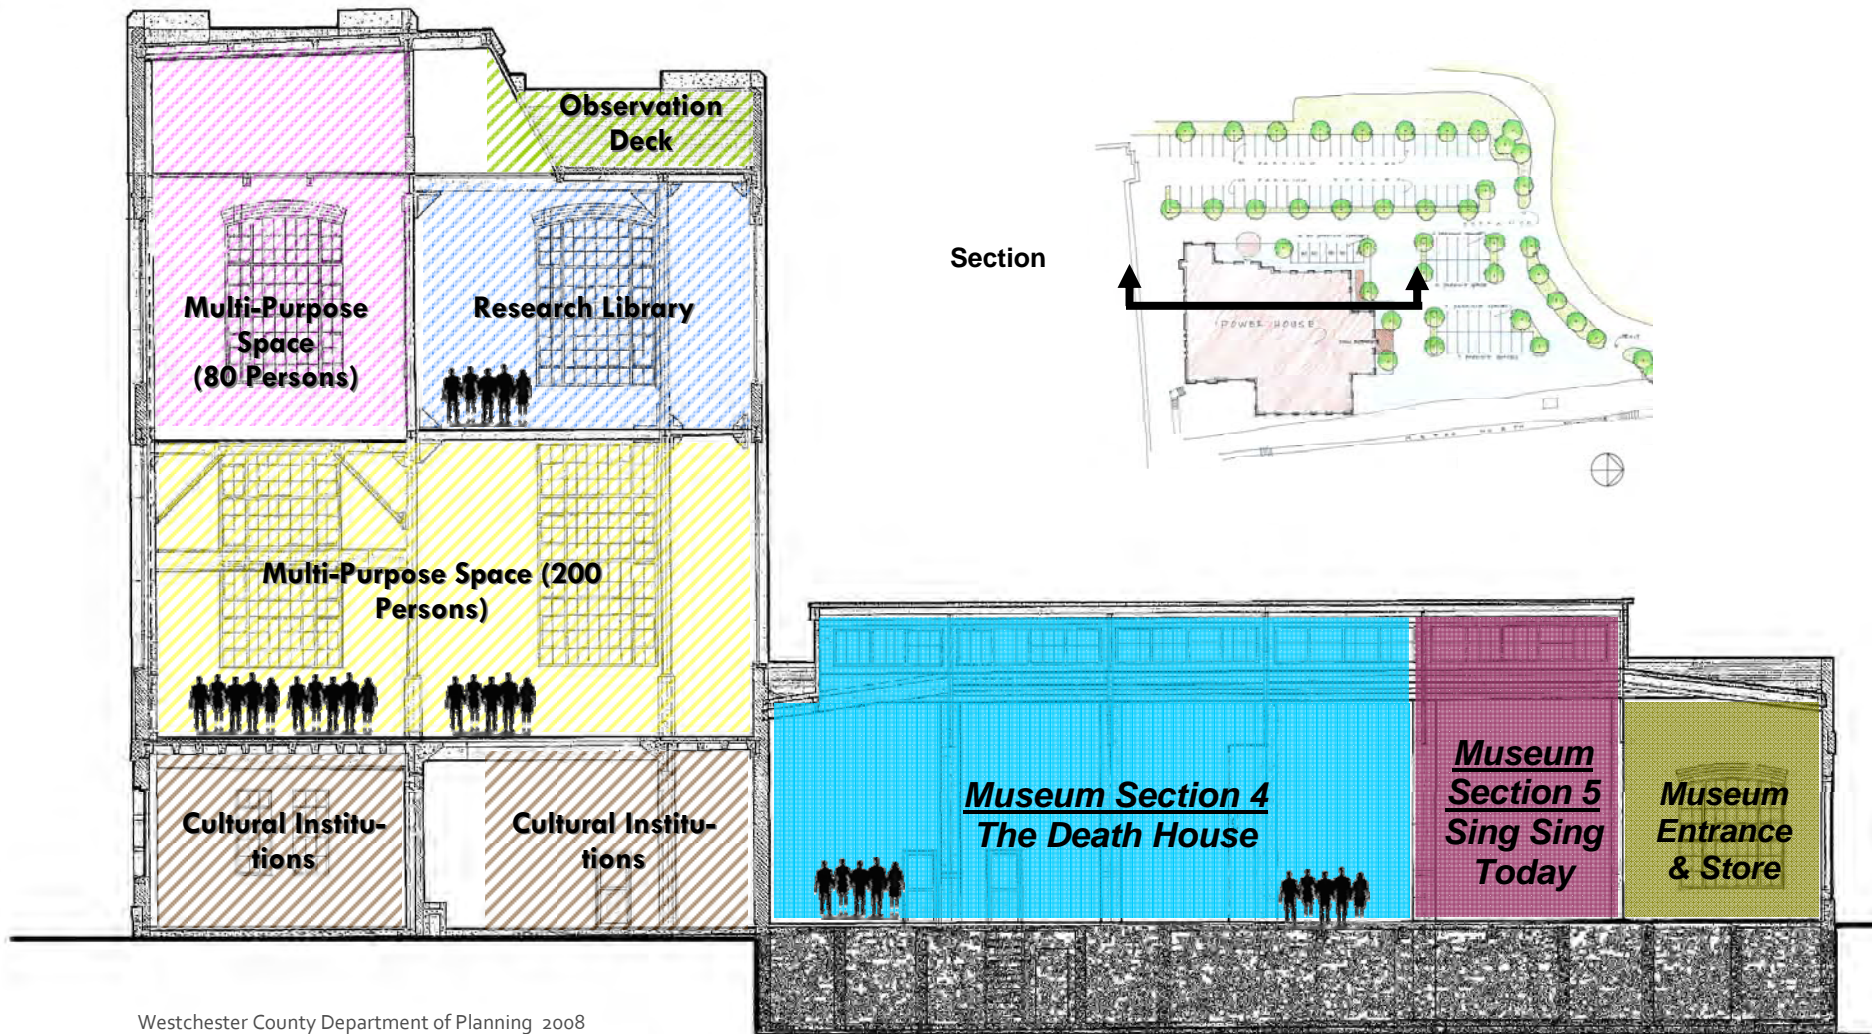 Observation
Deck
Section
Multi-Purpose
Space
(80 Persons)
Research Library
POWER HOUSE
Multi-Purpose Space (200
Persons)
Museum Section 4
The Death House
Museum
Section 5
Sing Sing
Today
Museum
Entrance
& Store
Cultural Institu-
tions
Cultural Institu-
tions
Westchester County Department of Planning 2008